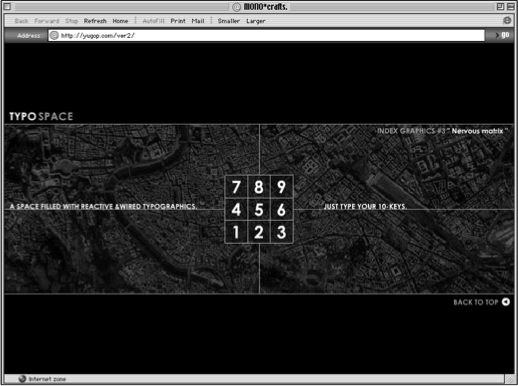 MONO*crafts.
Back Forward Stop Refresh Home AutoFill Print Mail Smaller Larger
Address: http://yugop.com/ver2/ go
TYPOSPACE
INDEX GRAPHICS #3 " Nervous matrix "
7 8 9
A SPACE FILLED WITH REACTIVE &WIRED TYPOGRAPHICS. 4 5 6 JUST TYPE YOUR 10-KEYS.
1 2 3
BACK TO TOP
Internet zone